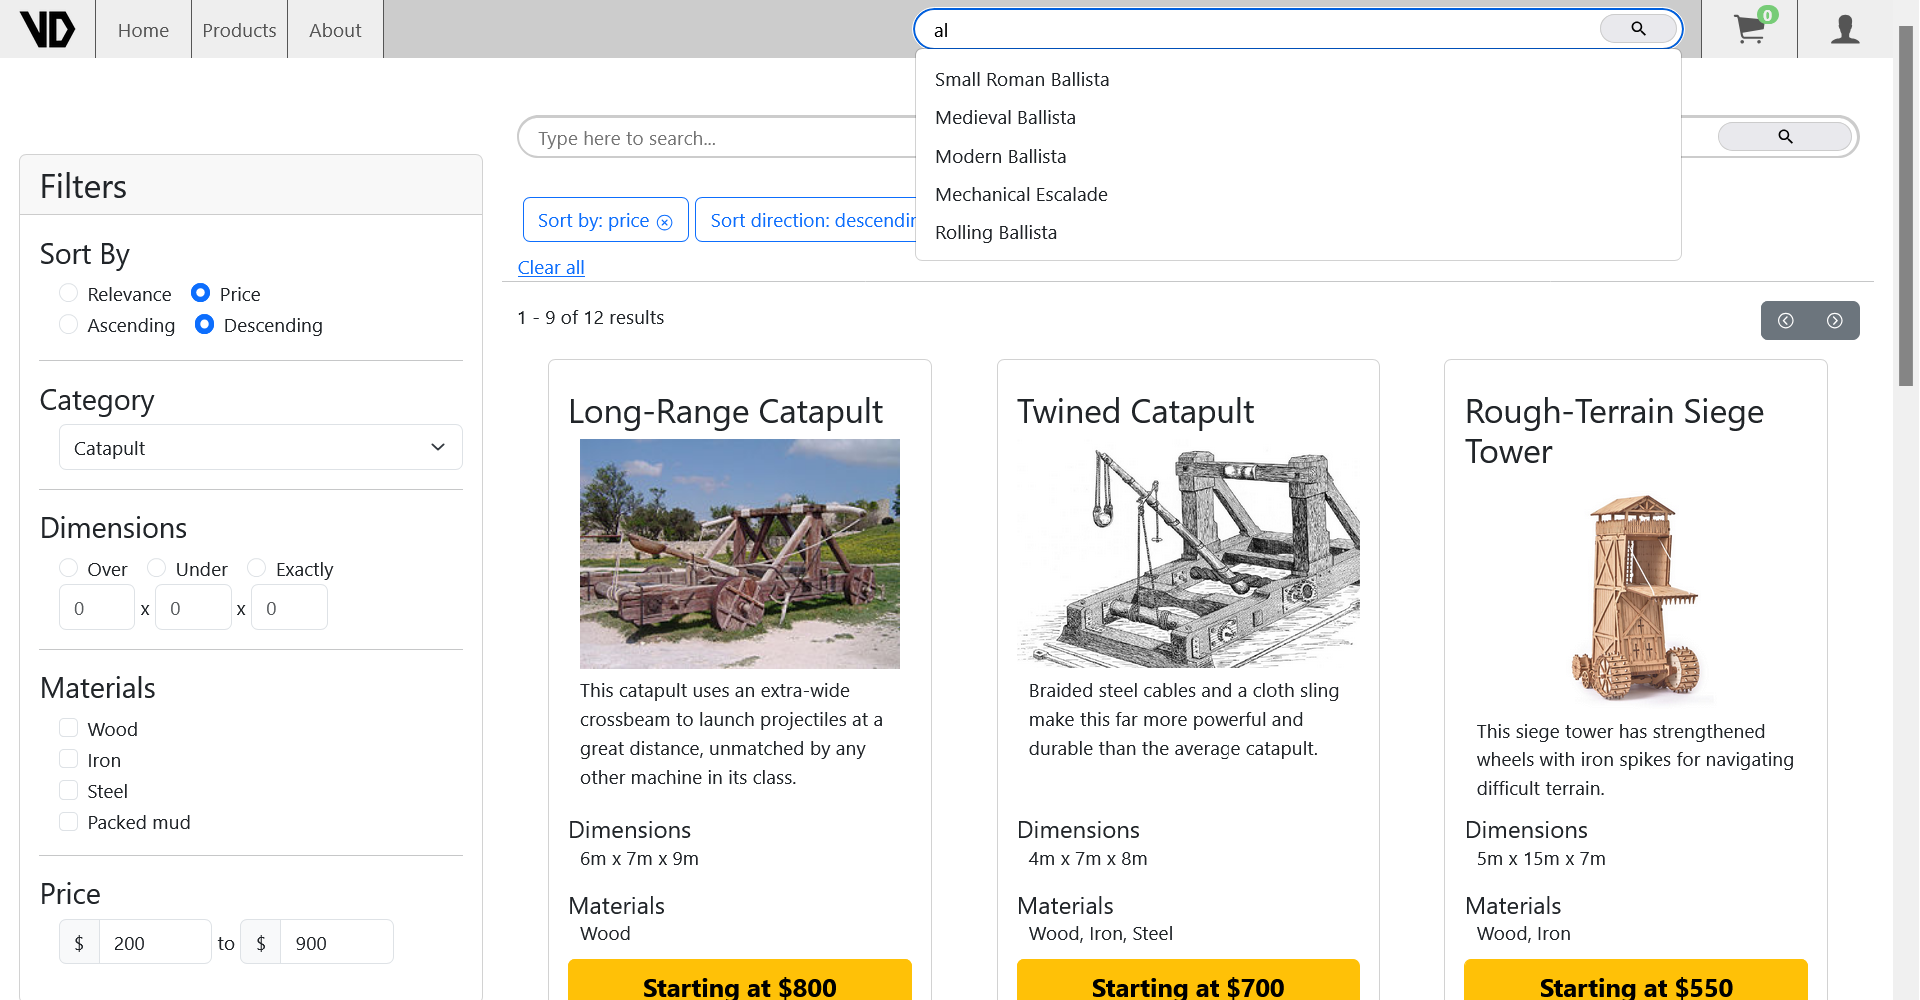 VD
Home
Products
About
al
0
Small Roman Ballista
Medieval Ballista
Modern Ballista
Mechanical Escalade
Rolling Ballista
Type here to search...
Sort by: price
Sort direction:
Clear all
1 - 9 of 12 results
Filters
Sort By
Relevance
Price
Ascending
Descending
Category
Catapult
Dimensions
Over
Under
Exactly
0 x 0 x 0
Materials
Wood
Iron
Steel
Packed mud
Price
$ 200 to $ 900
Long-Range Catapult
This catapult uses an extra-wide
crossbeam to launch projectiles at a
great distance, unmatched by any
other machine in its class.
Dimensions
6m x 7m x 9m
Materials
Wood
Starting at $800
Twined Catapult
Braided steel cables and a cloth sling
make this far more powerful and
durable than the average catapult.
Dimensions
4m x 7m x 8m
Materials
Wood, Iron, Steel
Starting at $700
Rough-Terrain Siege
Tower
This siege tower has strengthened
wheels with iron spikes for navigating
difficult terrain.
Dimensions
5m x 15m x 7m
Materials
Wood, Iron
Starting at $550